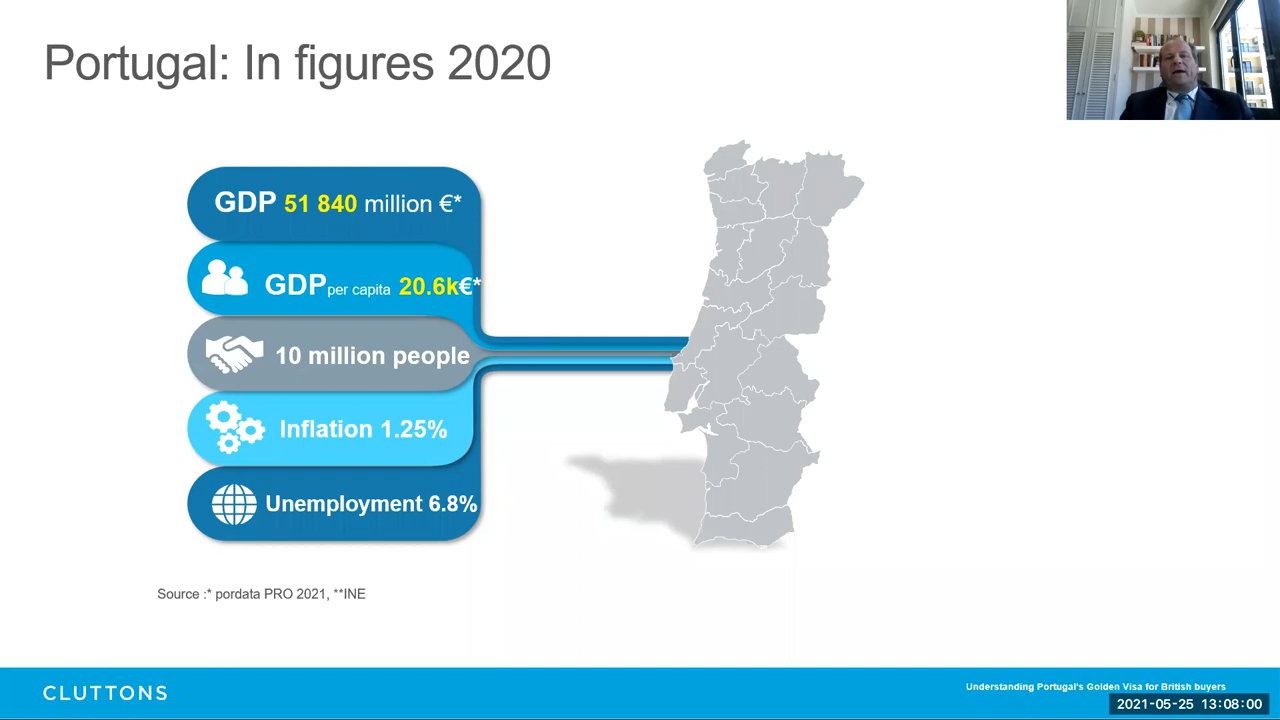 Portugal: In figures 2020
GDP 51 840 million €*
GDP per capita 20.6k€*
10 million people
Inflation 1.25%
Unemployment 6.8%
Source :* pordata PRO 2021, **INE
CLUTTONS
Understanding Portugal's Golden Visa for British buyers
2021-05-25 13:08:00